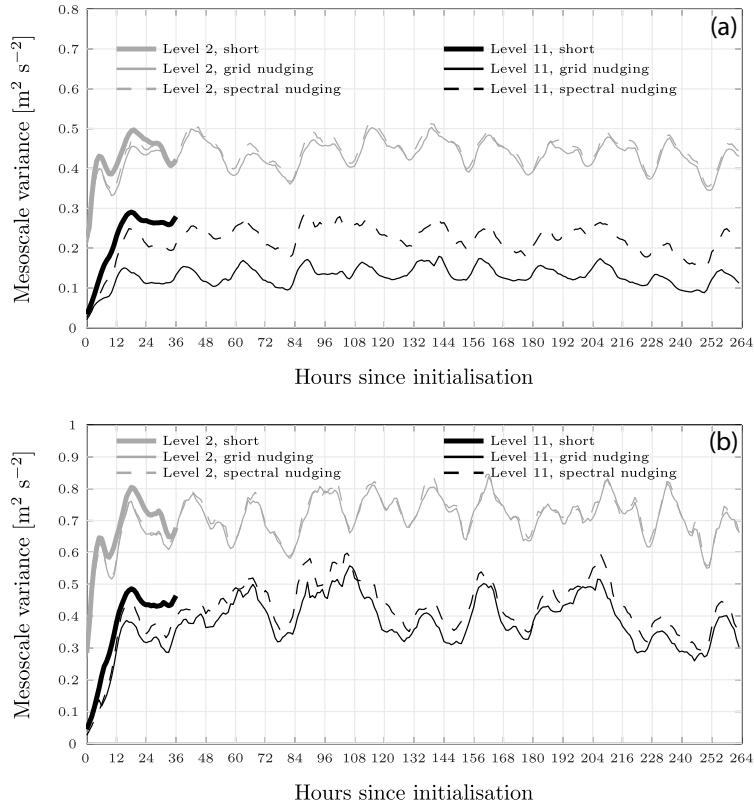 (a)
Mesoscale variance [m² s⁻²]
0.8
0.7
0.6
0.5
0.4
0.3
0.2
0.1
0
Level 2, short
Level 2, grid nudging
Level 2, spectral nudging
Level 11, short
Level 11, grid nudging
Level 11, spectral nudging
0 12 24 36 48 60 72 84 96 108 120 132 144 156 168 180 192 204 216 228 240 252 264
Hours since initialisation
(b)
Mesoscale variance [m² s⁻²]
1
0.9
0.8
0.7
0.6
0.5
0.4
0.3
0.2
0.1
0
Level 2, short
Level 2, grid nudging
Level 2, spectral nudging
Level 11, short
Level 11, grid nudging
Level 11, spectral nudging
0 12 24 36 48 60 72 84 96 108 120 132 144 156 168 180 192 204 216 228 240 252 264
Hours since initialisation